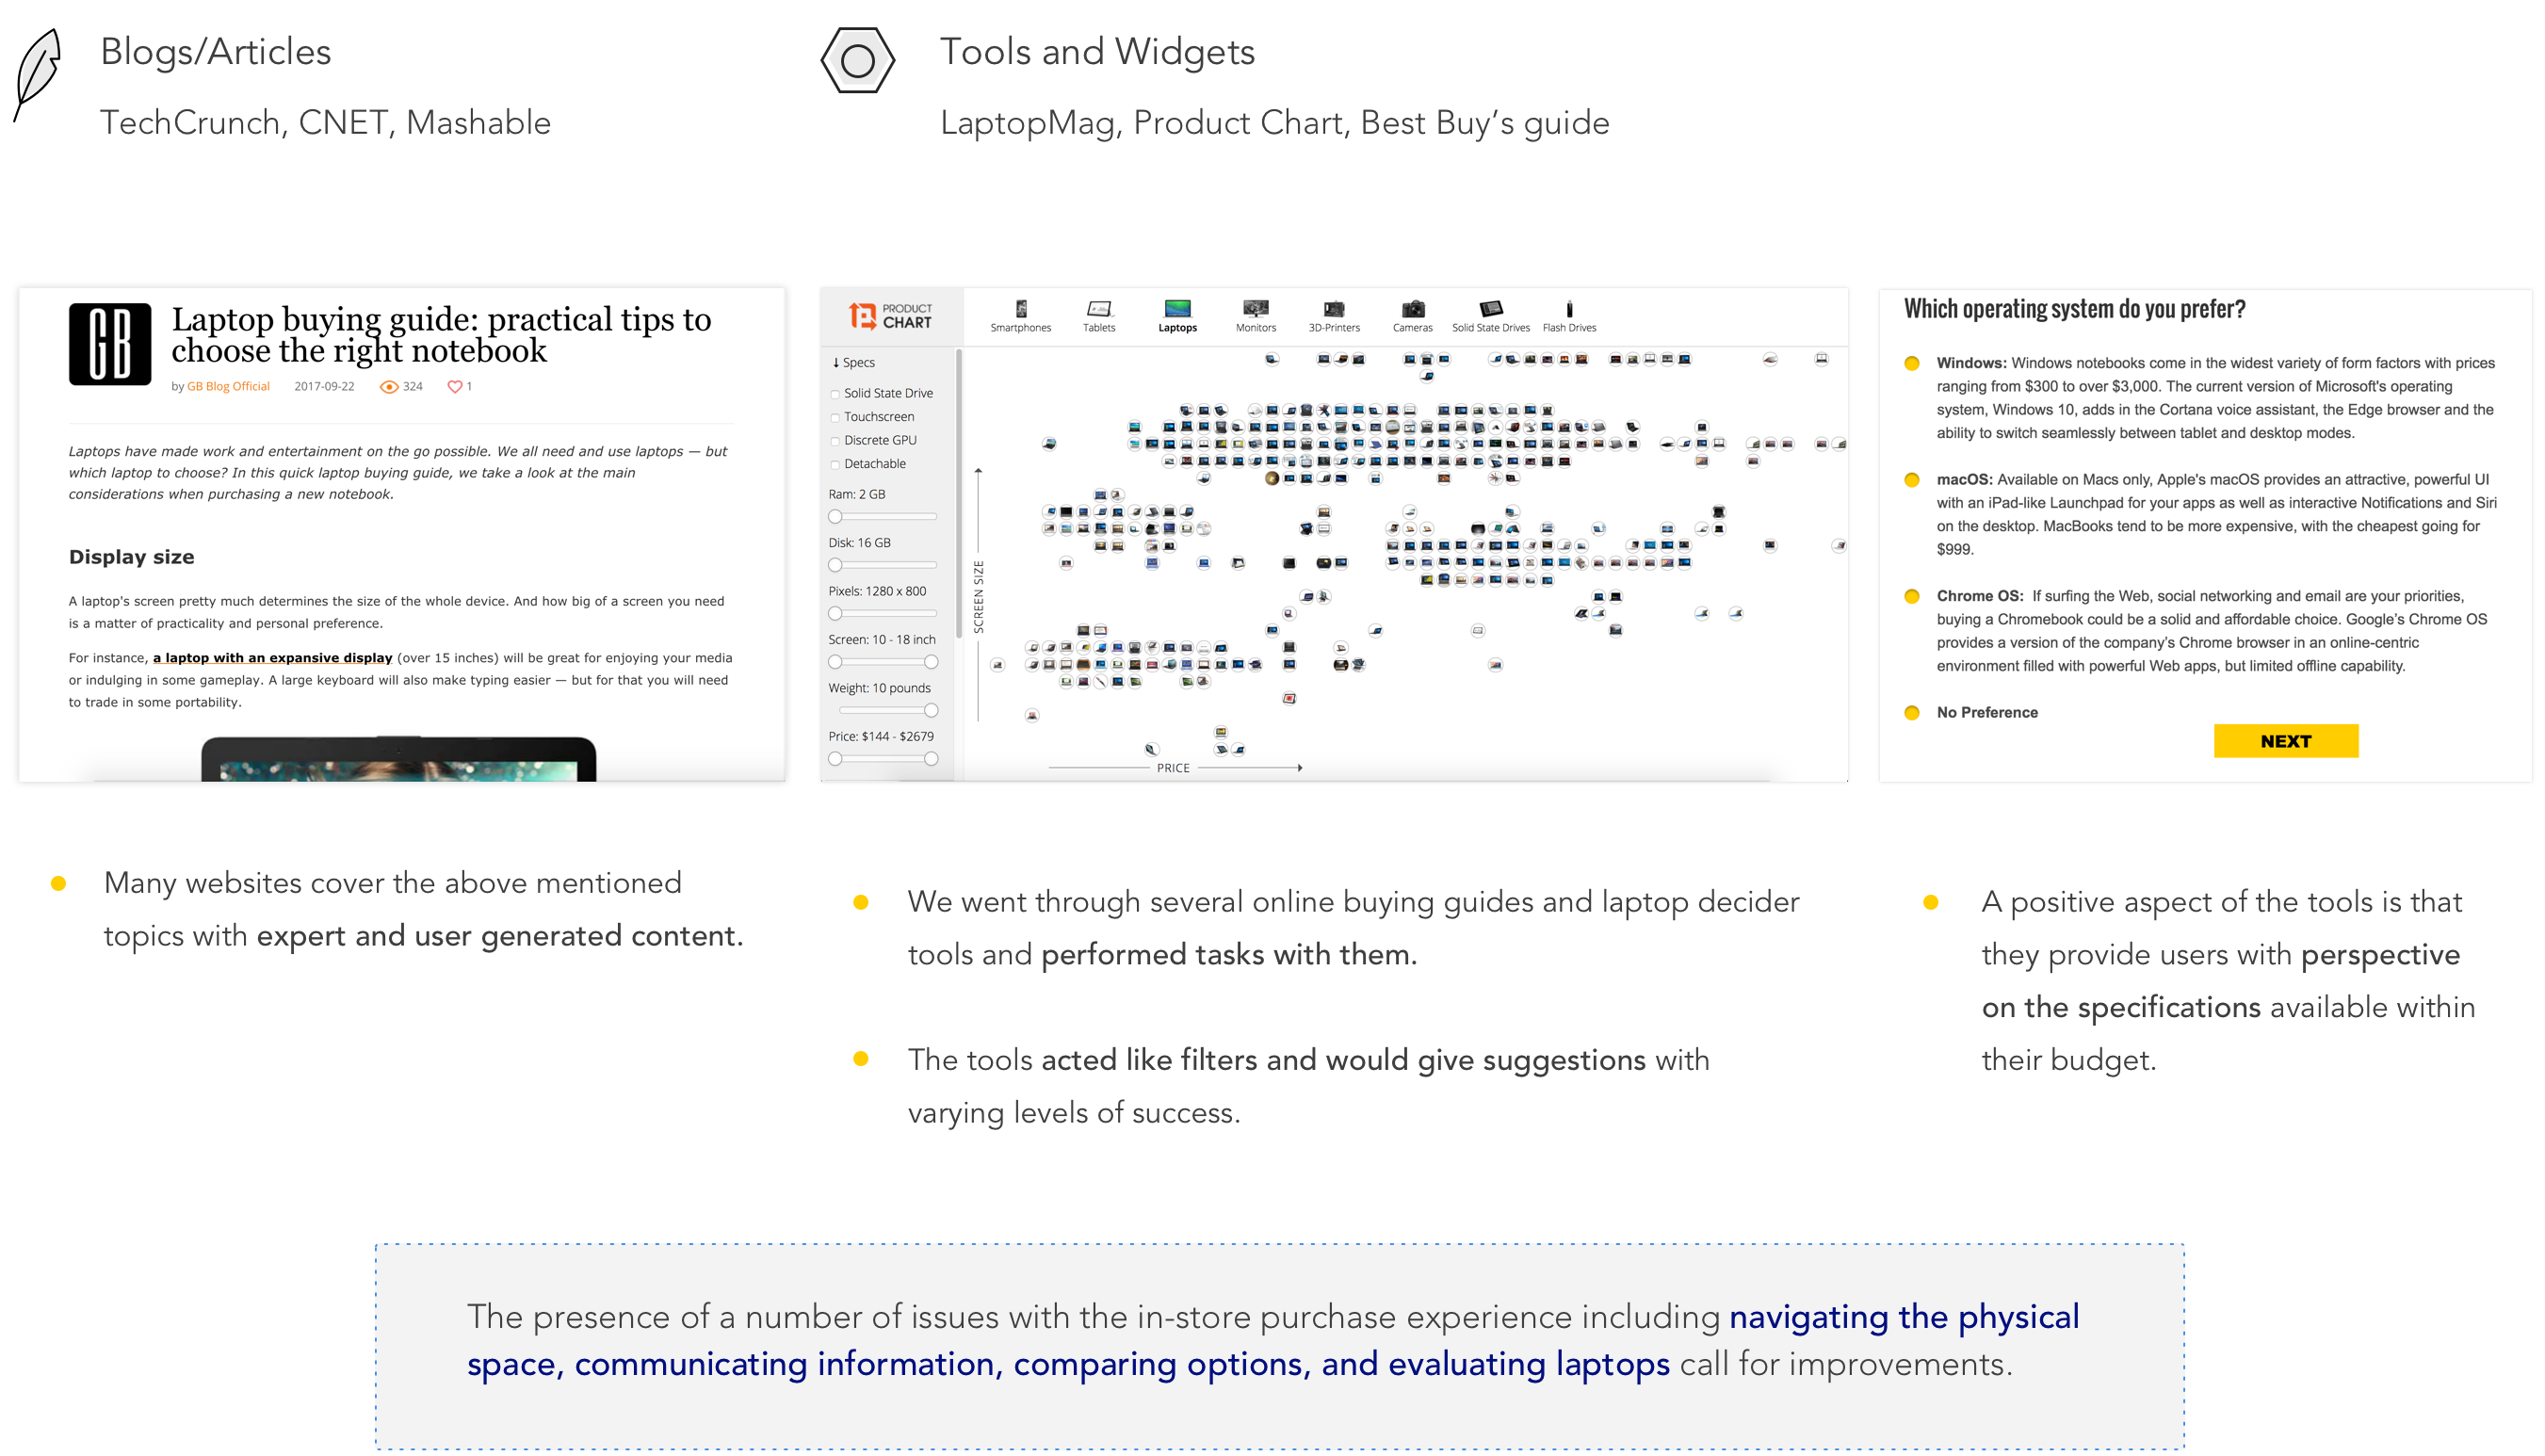 Blogs/Articles
TechCrunch, CNET, Mashable
Tools and Widgets
LaptopMag, Product Chart, Best Buy’s guide
GB
Laptop buying guide: practical tips to
choose the right notebook
by GB Blog Official 2017-09-22 324 1
Laptops have made work and entertainment on the go possible. We all need and use laptops — but
which laptop to choose? In this quick laptop buying guide, we take a look at the main
considerations when purchasing a new notebook.
Display size
A laptop's screen pretty much determines the size of the whole device. And how big of a screen you need
is a matter of practicality and personal preference.
For instance, a laptop with an expansive display (over 15 inches) will be great for enjoying your media
or indulging in some gameplay. A large keyboard will also make typing easier — but for that you will need
to trade in some portability.
PRODUCT
CHART
Smartphones Tablets Laptops Monitors 3D-Printers Cameras Solid State Drives Flash Drives
Specs
Solid State Drive
Touchscreen
Discrete GPU
Detachable
Ram: 2 GB
Disk: 16 GB
Pixels: 1280 x 800
Screen: 10 - 18 inch
Weight: 10 pounds
Price: $144 - $2679
SCREEN SIZE
PRICE
Which operating system do you prefer?
Windows: Windows notebooks come in the widest variety of form factors with prices
ranging from $300 to over $3,000. The current version of Microsoft's operating
system, Windows 10, adds in the Cortana voice assistant, the Edge browser and the
ability to switch seamlessly between tablet and desktop modes.
macOS: Available on Macs only, Apple's macOS provides an attractive, powerful UI
with an iPad-like Launchpad for your apps as well as interactive Notifications and Siri
on the desktop. MacBooks tend to be more expensive, with the cheapest going for
$999.
Chrome OS: If surfing the Web, social networking and email are your priorities,
buying a Chromebook could be a solid and affordable choice. Google’s Chrome OS
provides a version of the company’s Chrome browser in an online-centric
environment filled with powerful Web apps, but limited offline capability.
No Preference
NEXT
Many websites cover the above mentioned
topics with expert and user generated content.
We went through several online buying guides and laptop decider
tools and performed tasks with them.
The tools acted like filters and would give suggestions with
varying levels of success.
A positive aspect of the tools is that
they provide users with perspective
on the specifications available within
their budget.
The presence of a number of issues with the in-store purchase experience including navigating the physical
space, communicating information, comparing options, and evaluating laptops call for improvements.